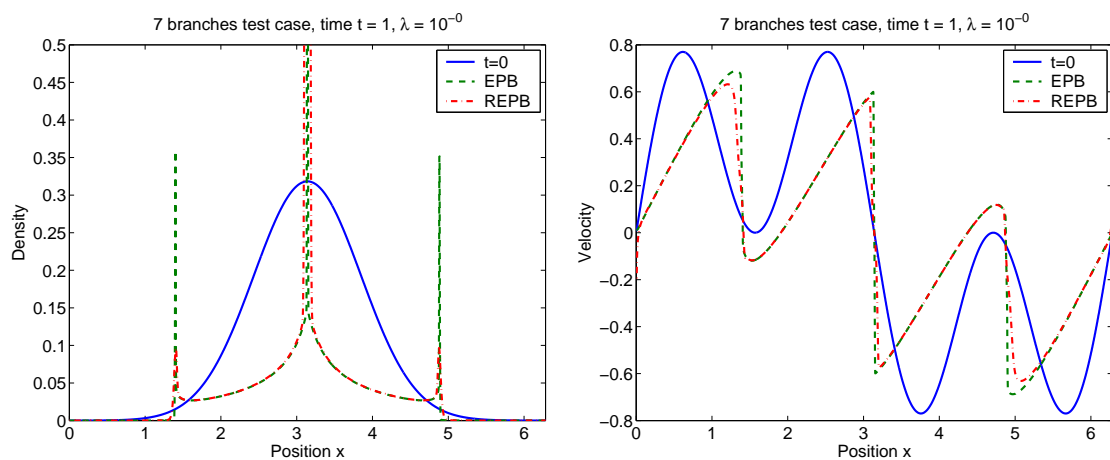 7 branches test case, time t = 1, λ = 10⁻⁰
0.5
0.45
0.4
0.35
0.3
0.25
0.2
0.15
0.1
0.05
0
Density
t=0
EPB
REPB
0 1 2 3 4 5 6
Position x
7 branches test case, time t = 1, λ = 10⁻⁰
0.8
0.6
0.4
0.2
0
−0.2
−0.4
−0.6
−0.8
Velocity
t=0
EPB
REPB
0 1 2 3 4 5 6
Position x